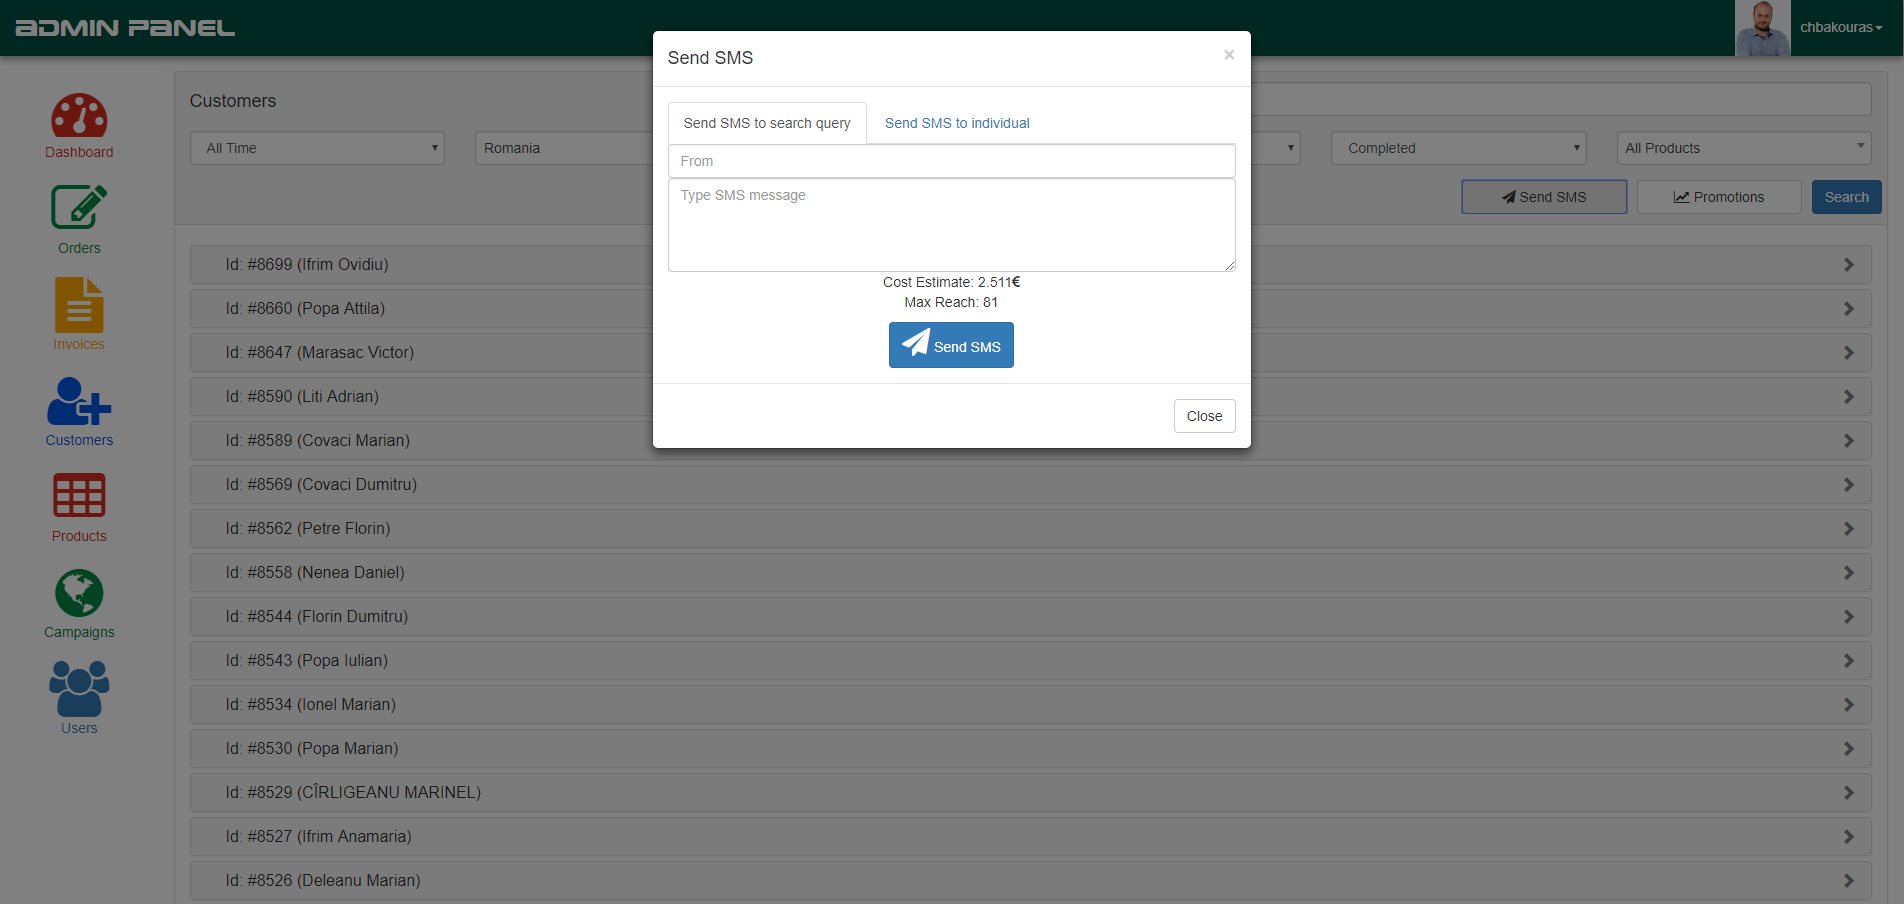 ADMIN PANEL
chbakouras
Send SMS
×
Send SMS to search query
Send SMS to individual
From
Type SMS message
Cost Estimate: 2.511€
Max Reach: 81
Send SMS
Close
Dashboard
Orders
Invoices
Customers
Products
Campaigns
Users
Customers
All Time
Romania
Completed
All Products
Send SMS
Promotions
Search
Id: #8699 (Ifrim Ovidiu)
Id: #8660 (Popa Attila)
Id: #8647 (Marasac Victor)
Id: #8590 (Liti Adrian)
Id: #8589 (Covaci Marian)
Id: #8569 (Covaci Dumitru)
Id: #8562 (Petre Florin)
Id: #8558 (Nenea Daniel)
Id: #8544 (Florin Dumitru)
Id: #8543 (Popa Iulian)
Id: #8534 (Ionel Marian)
Id: #8530 (Popa Marian)
Id: #8529 (CÎRLIGEANU MARINEL)
Id: #8527 (Ifrim Anamaria)
Id: #8526 (Deleanu Marian)